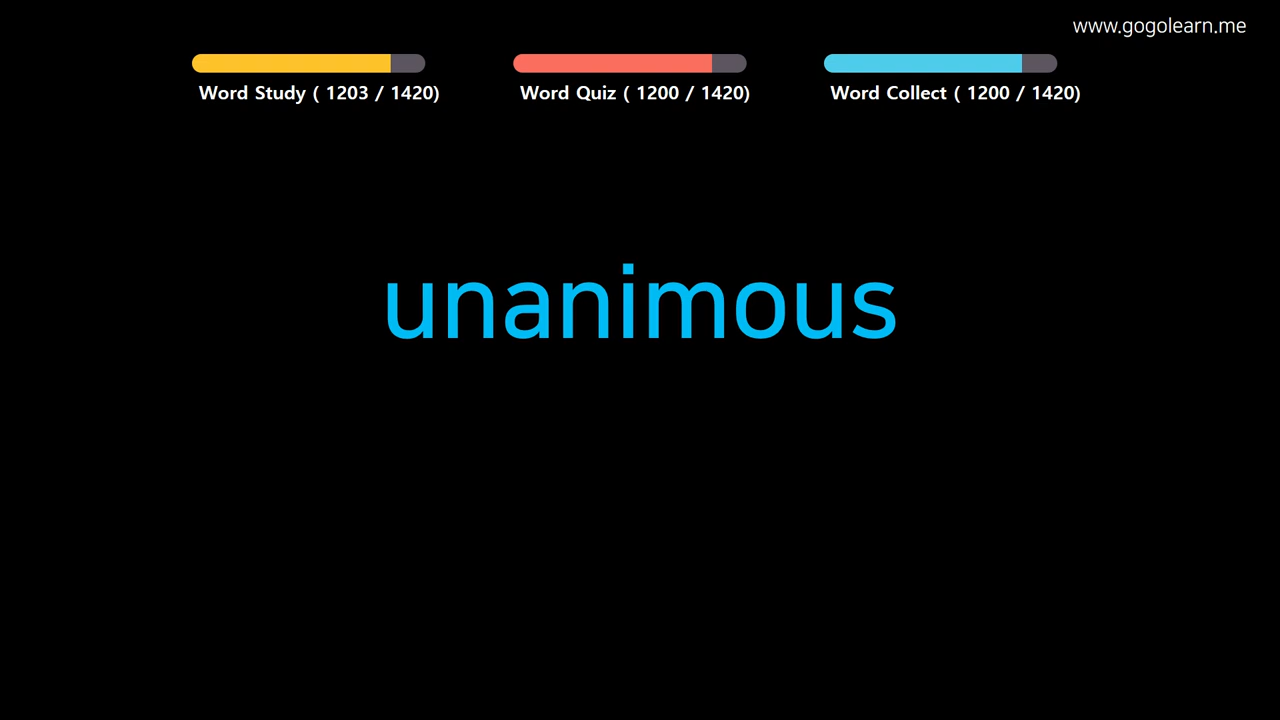 www.gogolearn.me
Word Study ( 1203 / 1420)
Word Quiz ( 1200 / 1420)
Word Collect ( 1200 / 1420)
unanimous